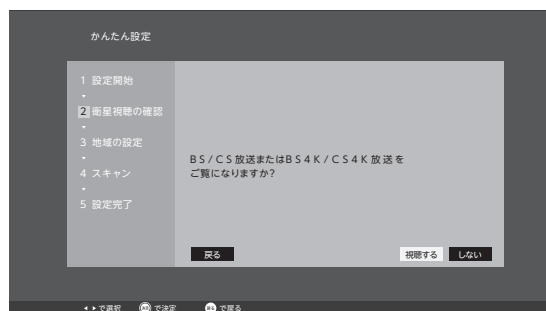 かんたん設定
1 設定開始
2 衛星視聴の確認
3 地域の設定
4 スキャン
5 設定完了
BS/CS放送またはBS4K/CS4K放送を
ご覧になりますか?
戻る 視聴する しない
で選択 で決定 で戻る